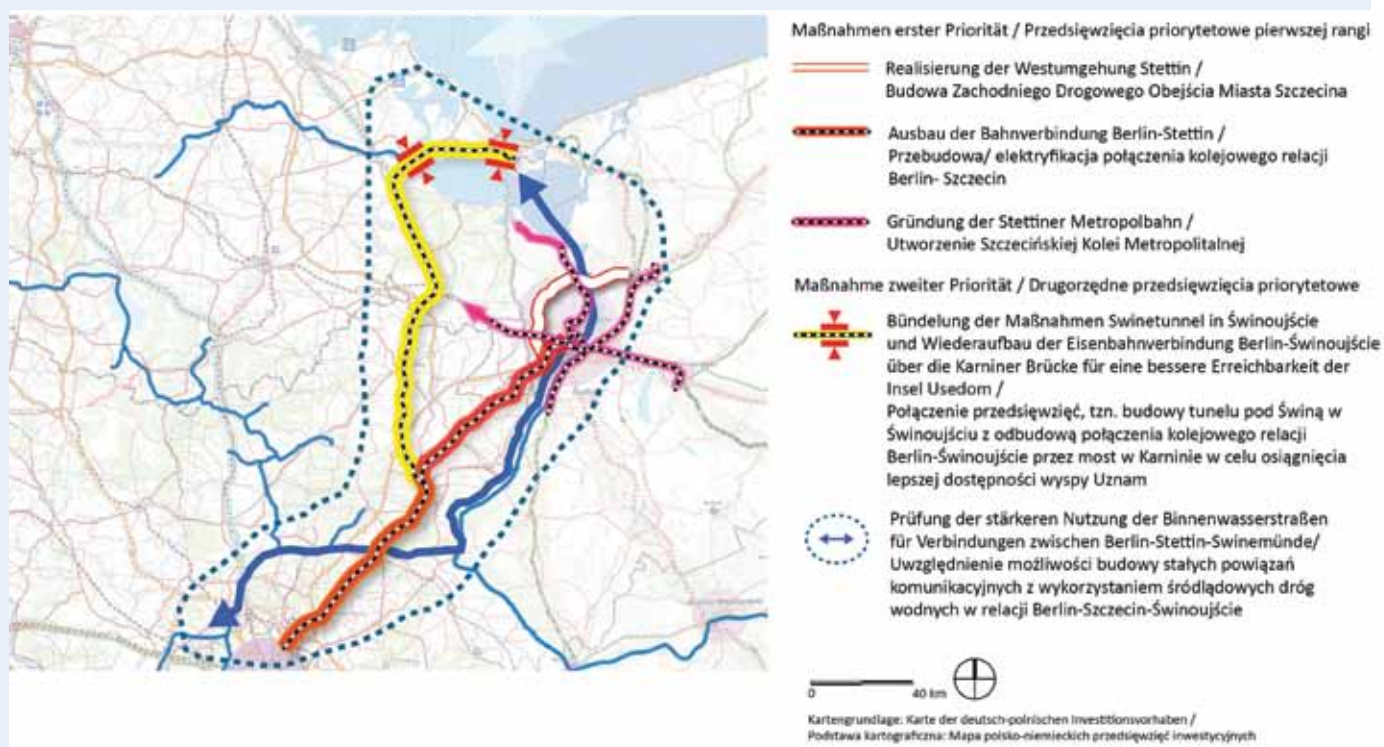 Maßnahmen erster Priorität / Przedsięwzięcia priorytetowe pierwszej rangi
Realisierung der Westumgehung Stettin /
Budowa Zachodniego Drogowego Obejścia Miasta Szczecina
Ausbau der Bahnverbindung Berlin-Stettin /
Przebudowa/ elektryfikacja połączenia kolejowego relacji
Berlin- Szczecin
Gründung der Stettiner Metropolbahn /
Utworzenie Szczecińskiej Kolei Metropolitalnej
Maßnahme zweiter Priorität / Drugorzędne przedsięwzięcia priorytetowe
Bündelung der Maßnahmen Swinetunnel in Świnoujście
und Wiederaufbau der Eisenbahnverbindung Berlin-Świnoujście
über die Karniner Brücke für eine bessere Erreichbarkeit der
Insel Usedom /
Połączenie przedsięwzięć, tzn. budowy tunelu pod Świną w
Świnoujściu z odbudową połączenia kolejowego relacji
Berlin-Świnoujście przez most w Karninie w celu osiągnięcia
lepszej dostępności wyspy Uznam
Prüfung der stärkeren Nutzung der Binnenwasserstraßen
für Verbindungen zwischen Berlin-Stettin-Swinemünde/
Uwzględnienie możliwości budowy stałych powiązań
komunikacyjnych z wykorzystaniem śródlądowych dróg
wodnych w relacji Berlin-Szczecin-Świnoujście
0 40 km
Kartengrundlage: Karte der deutsch-polnischen Investitionsvorhaben /
Podstawa kartograficzna: Mapa polsko-niemieckich przedsięwzięć inwestycyjnych